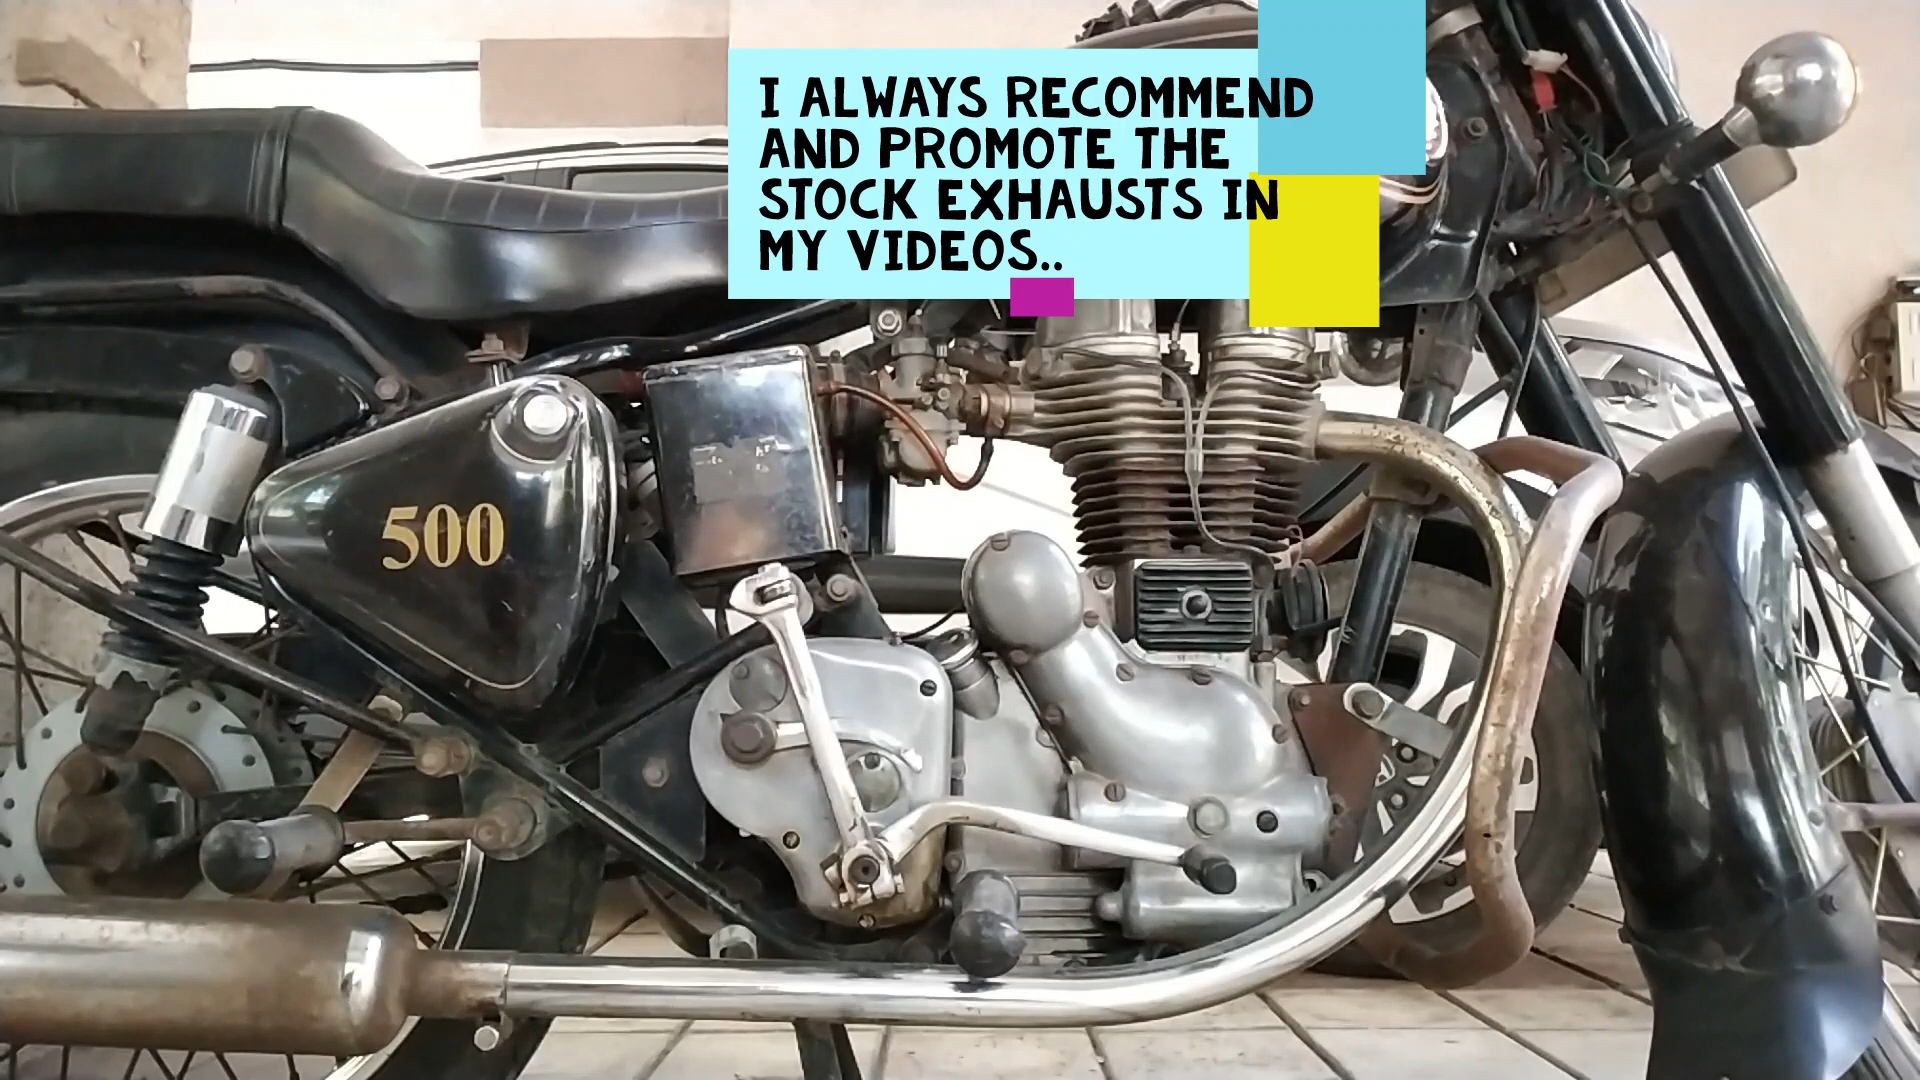 I ALWAYS RECOMMEND
AND PROMOTE THE
STOCK EXHAUSTS IN
MY VIDEOS..
500